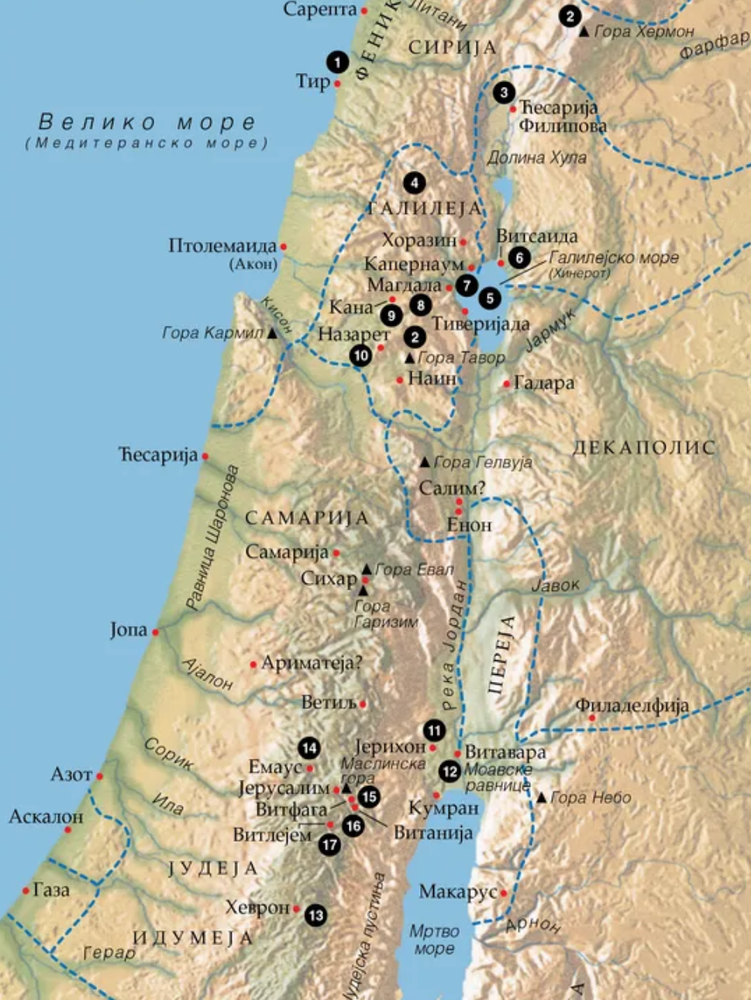 Сарепта
ФЕНИК
Литани
СИРИЈА
2
Гора Хермон
Фарфар
1
Тир
3
Ћесарија
Филипова
Велико море
(Медитеранско море)
Долина Хула
4
ГАЛИЛЕЈА
Хоразин
Витсаида
Птолемаида
(Акон)
Капернаум
6
Галилејско море
(Хинерот)
Магдала
7
5
Кисон
Кана
8
9
Тиверијада
Јармук
Гора Кармил
Назарет
2
10
Гора Тавор
Наин
Гадара
ДЕКАПОЛИС
Ћесарија
Гора Гелвуја
Салим?
Енон
Равница Шаронова
САМАРИЈА
Самарија
Гора Евал
Сихар
Гора
Гаризим
Јавок
Река Јордан
ПЕРЕЈА
Јопа
Ајалон
Ариматеја?
Ветиљ
Филаделфија
11
14
Јерихон
Витавара
Сорик
Емаус
Маслинска
гора
12
Моавске
равнице
Азот
Јерусалим
15
Гора Небо
Ила
Витфага
Кумран
Аскалон
16
Витанија
Витлејем
17
ЈУДЕЈА
Газа
Макарус
Хеврон
13
Јудејска пустиња
Арнон
ИДУМЕЈА
Мртво
море
Герар
А